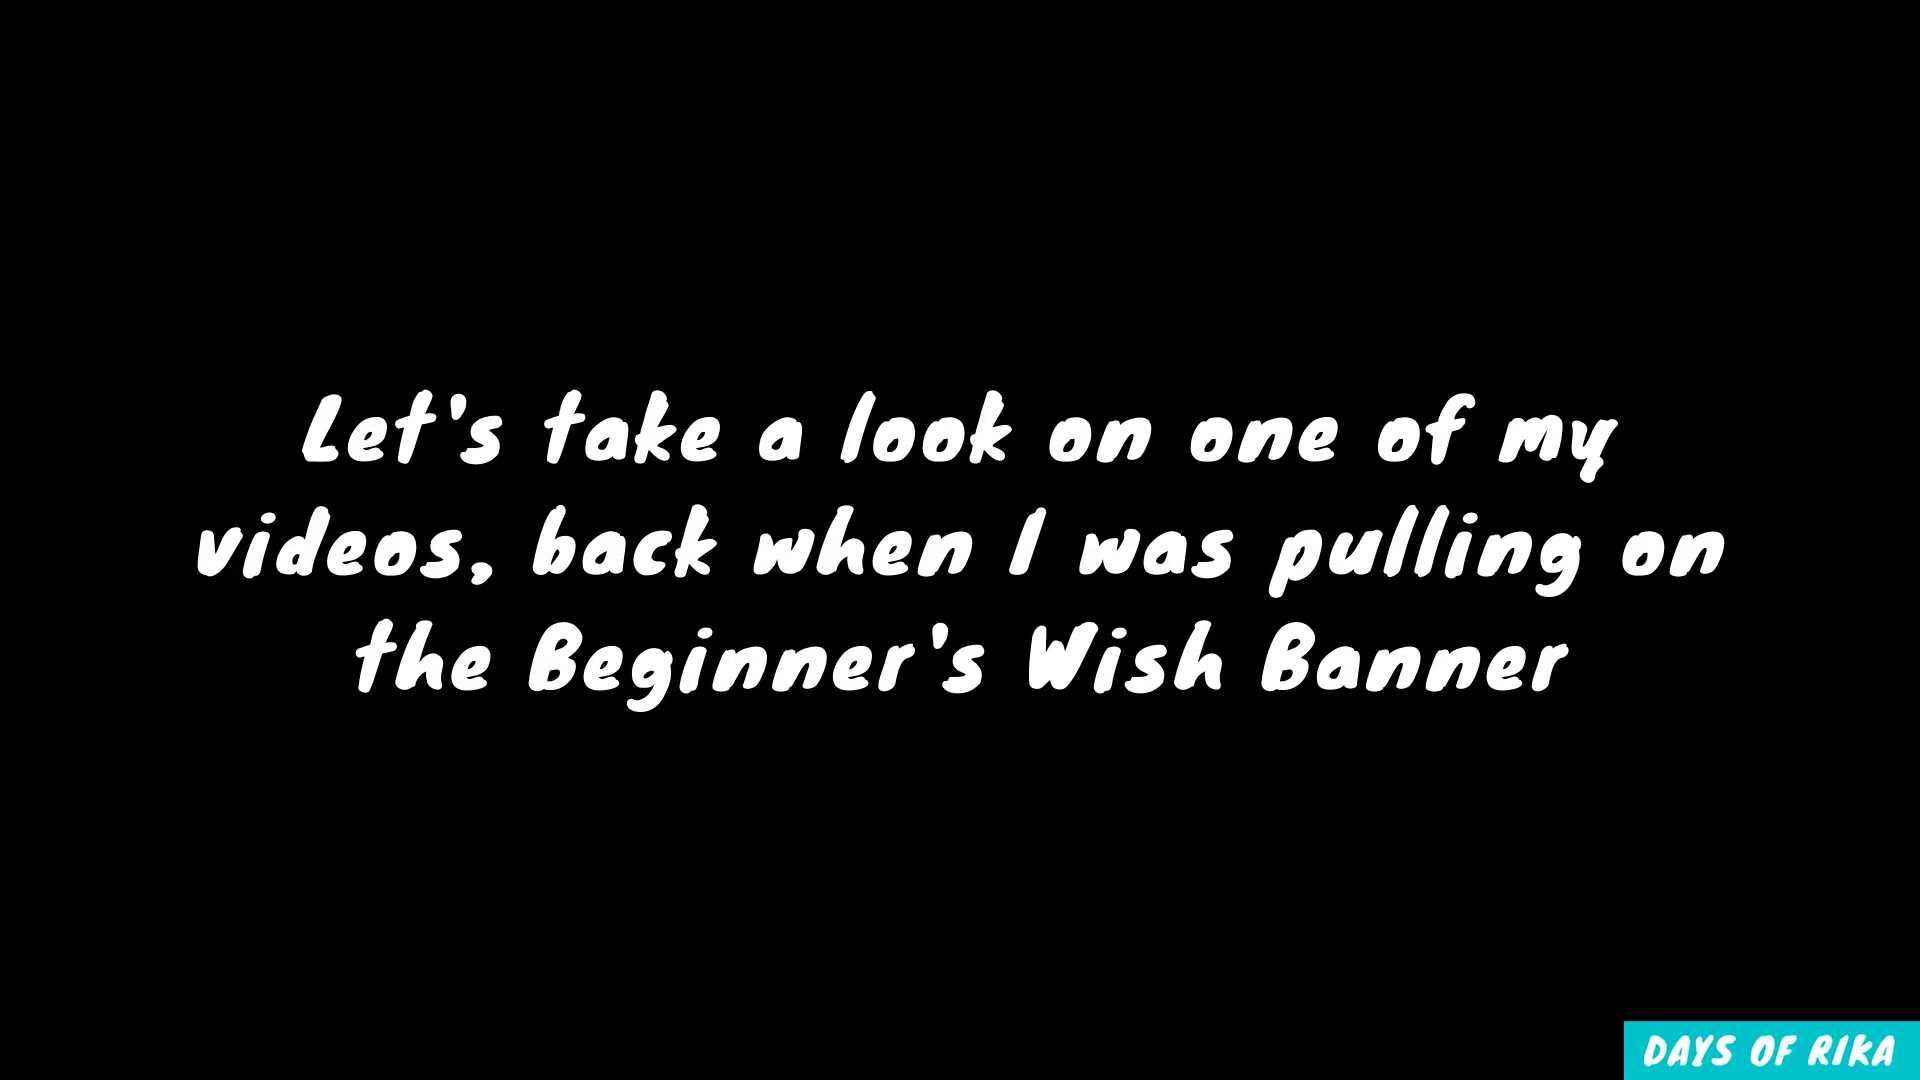 Let's take a look on one of my
videos, back when I was pulling on
the Beginner's Wish Banner
DAYS OF RIKA